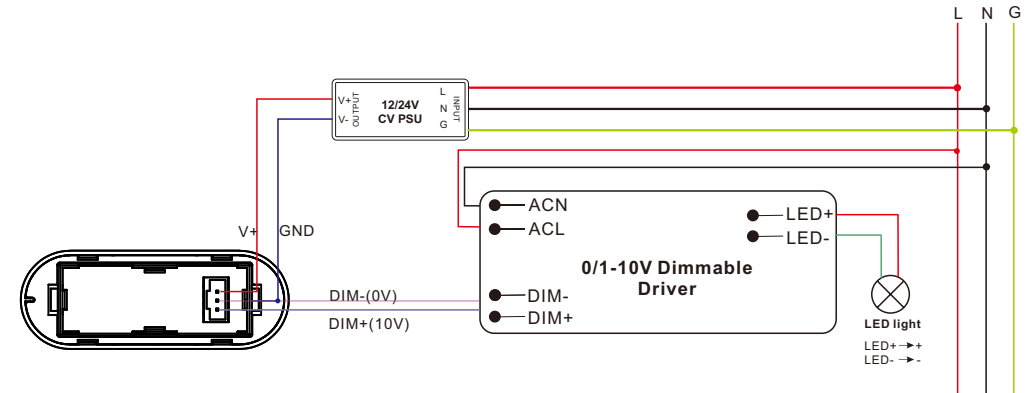 L N G
V+
V-
OUTPUT
12/24V
CV PSU
L
N
G
INPUT
V+
GND
ACN
ACL
LED+
LED-
0/1-10V Dimmable
Driver
DIM-(0V)
DIM+(10V)
DIM-
DIM+
LED light
LED+ → +
LED- → -